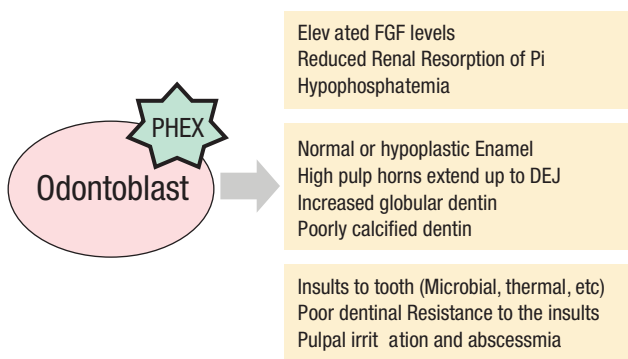 PHEX
Odontoblast
Elev ated FGF levels
Reduced Renal Resorption of Pi
Hypophosphatemia
Normal or hypoplastic Enamel
High pulp horns extend up to DEJ
Increased globular dentin
Poorly calcified dentin
Insults to tooth (Microbial, thermal, etc)
Poor dentinal Resistance to the insults
Pulpal irrit ation and abscessmia